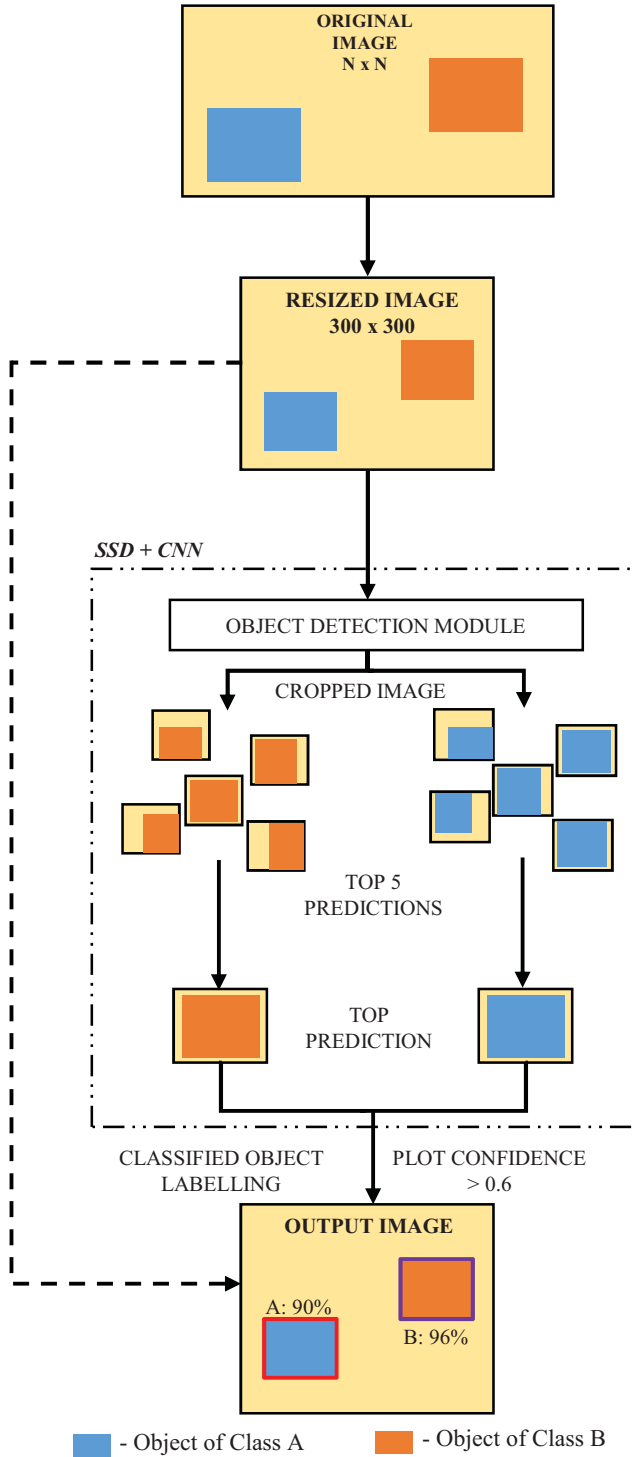 ORIGINAL
IMAGE
N x N
RESIZED IMAGE
300 x 300
SSD + CNN
OBJECT DETECTION MODULE
CROPPED IMAGE
TOP 5
PREDICTIONS
TOP
PREDICTION
CLASSIFIED OBJECT
LABELLING
PLOT CONFIDENCE
> 0.6
OUTPUT IMAGE
A: 90%
B: 96%
- Object of Class A
- Object of Class B